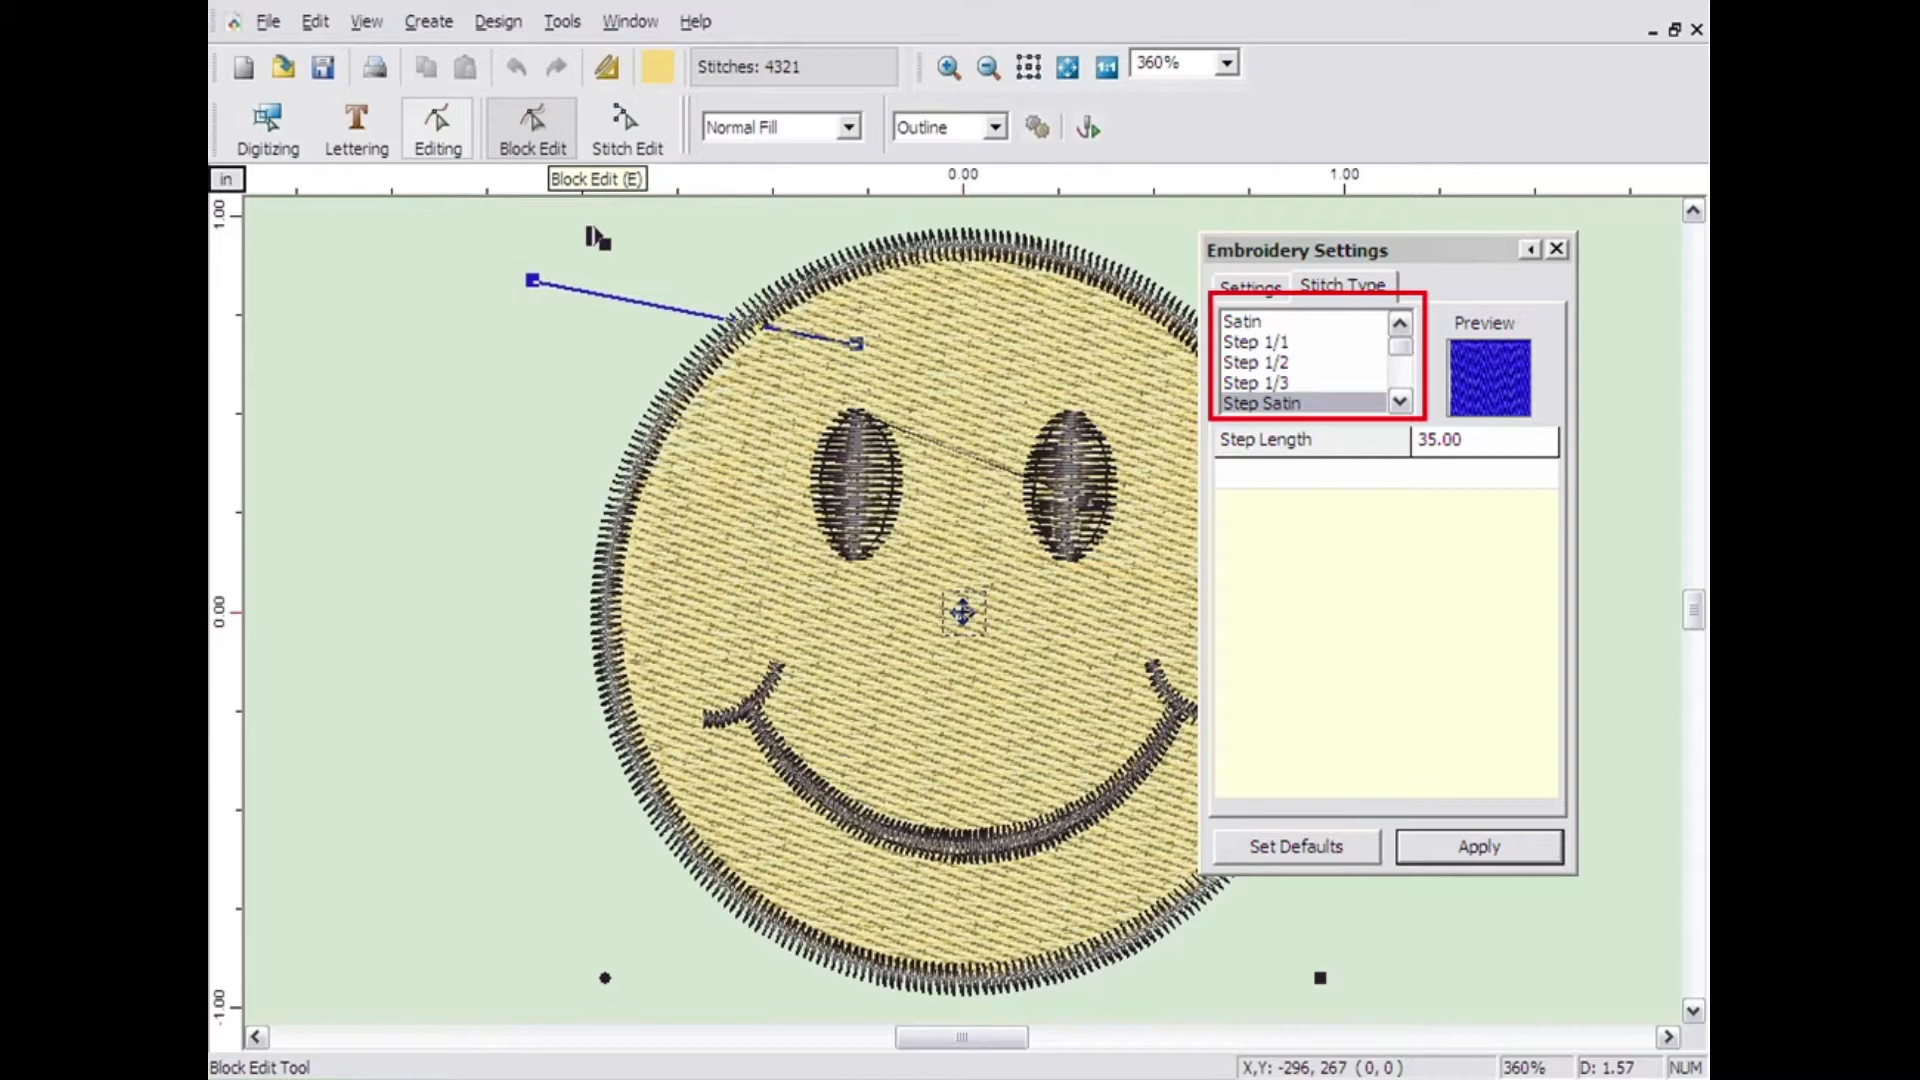 File Edit View Create Design Tools Window Help
Stitches: 4321
1:1
360%
Digitizing Lettering Editing Block Edit Stitch Edit
Normal Fill
Outline
in
Block Edit (E)
0.00 1.00
1.00
0.00
-1.00
Embroidery Settings
Settings Stitch Type
Satin
Step 1/1
Step 1/2
Step 1/3
Step Satin
Preview
Step Length 35.00
Set Defaults Apply
Block Edit Tool
X,Y: -296, 267 ( 0, 0 ) 360% D: 1.57 NUM